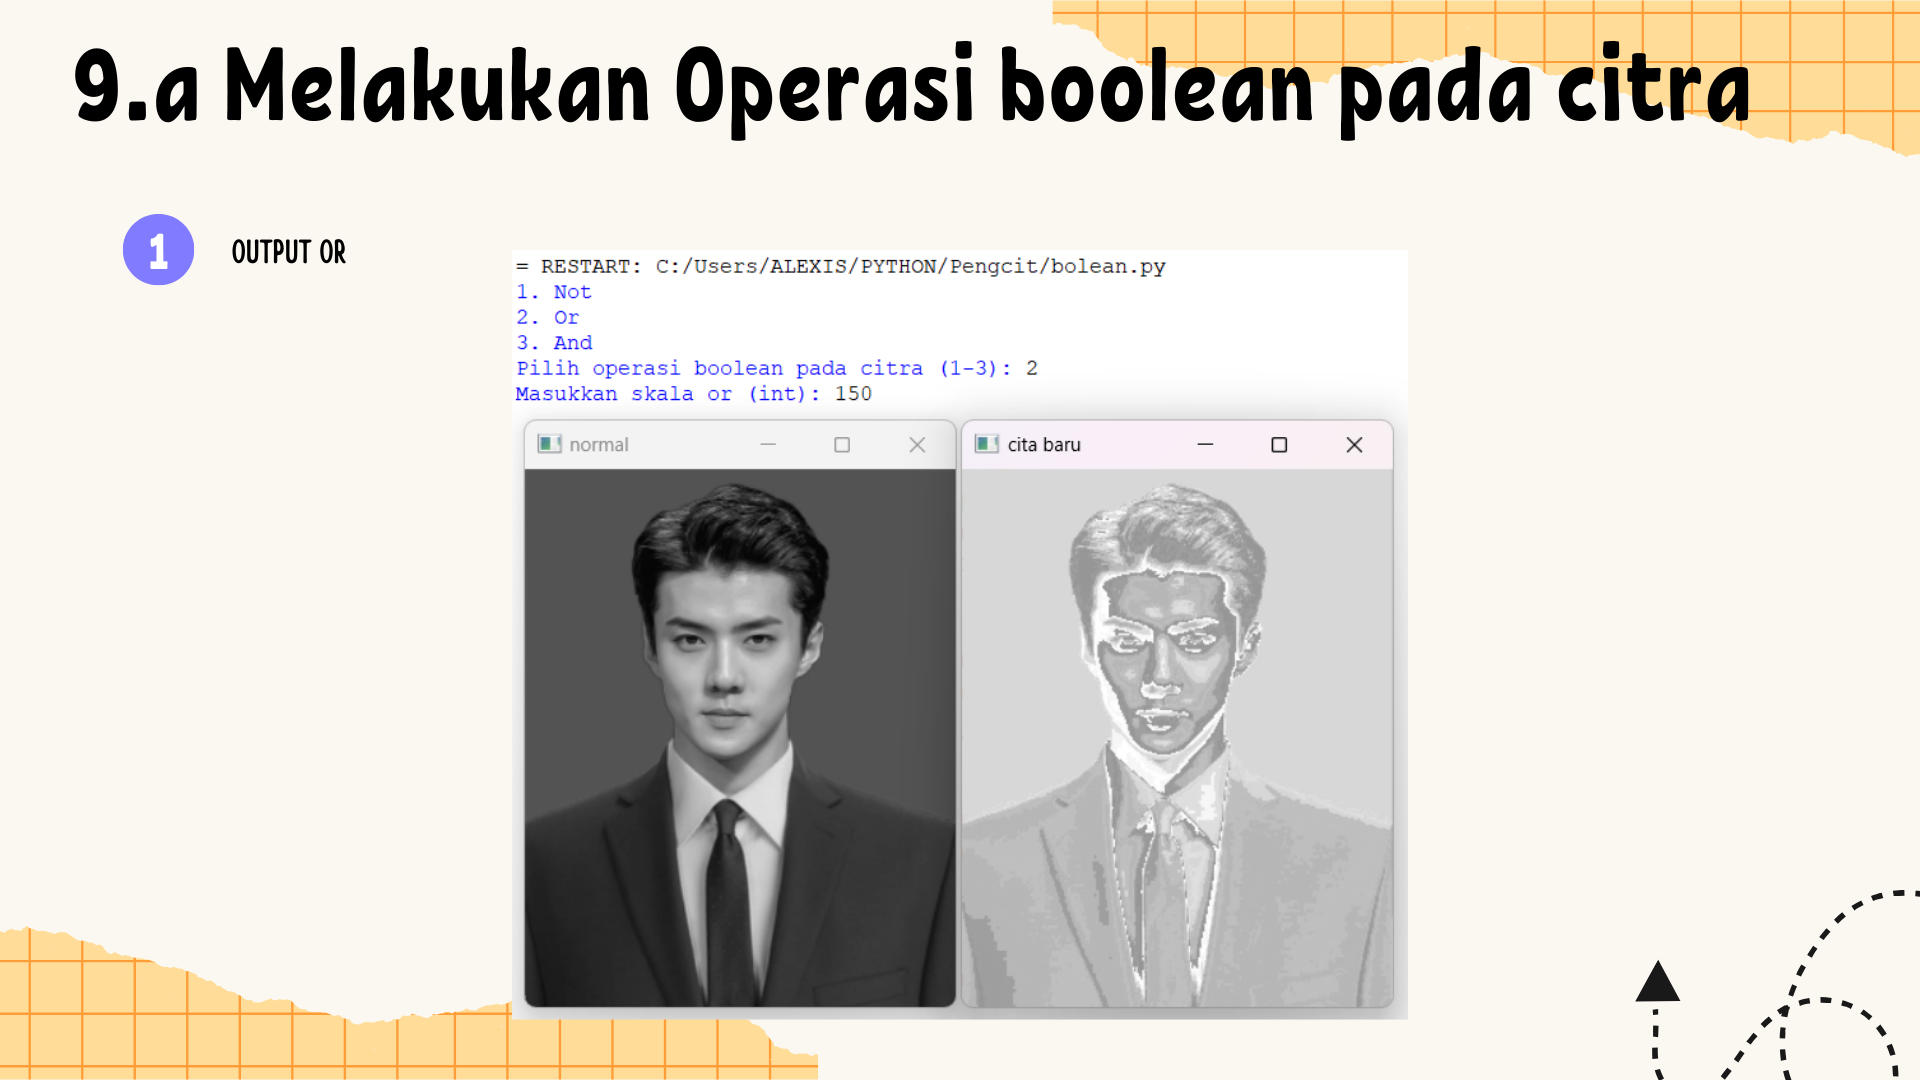 9.a Melakukan Operasi boolean pada citra
1 OUTPUT OR
= RESTART: C:/Users/ALEXIS/PYTHON/Pengcit/bolean.py
1. Not
2. Or
3. And
Pilih operasi boolean pada citra (1-3): 2
Masukkan skala or (int): 150
normal
cita baru